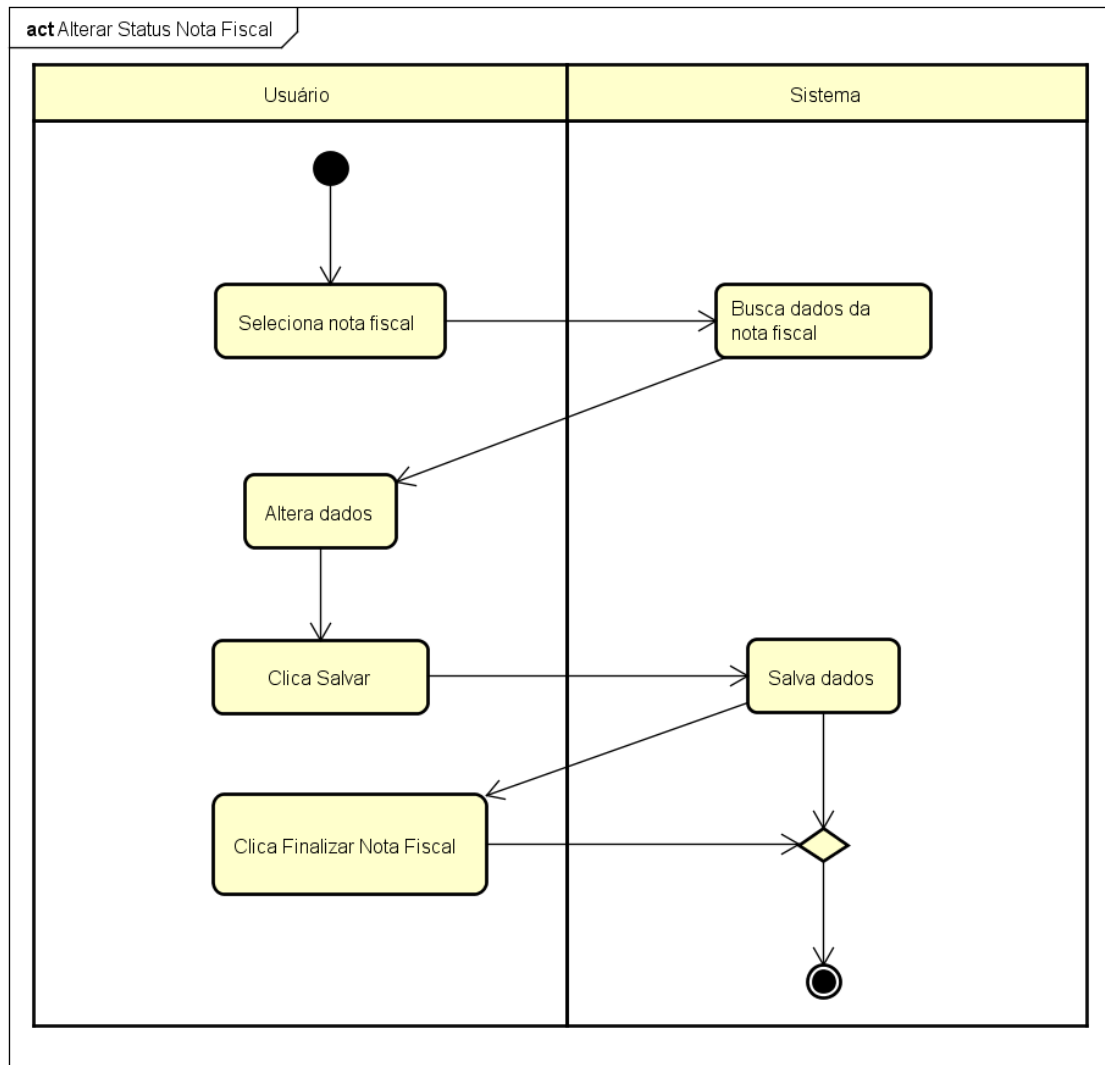 act Alterar Status Nota Fiscal
Usuário
Sistema
Seleciona nota fiscal
Busca dados da
nota fiscal
Altera dados
Clica Salvar
Salva dados
Clica Finalizar Nota Fiscal